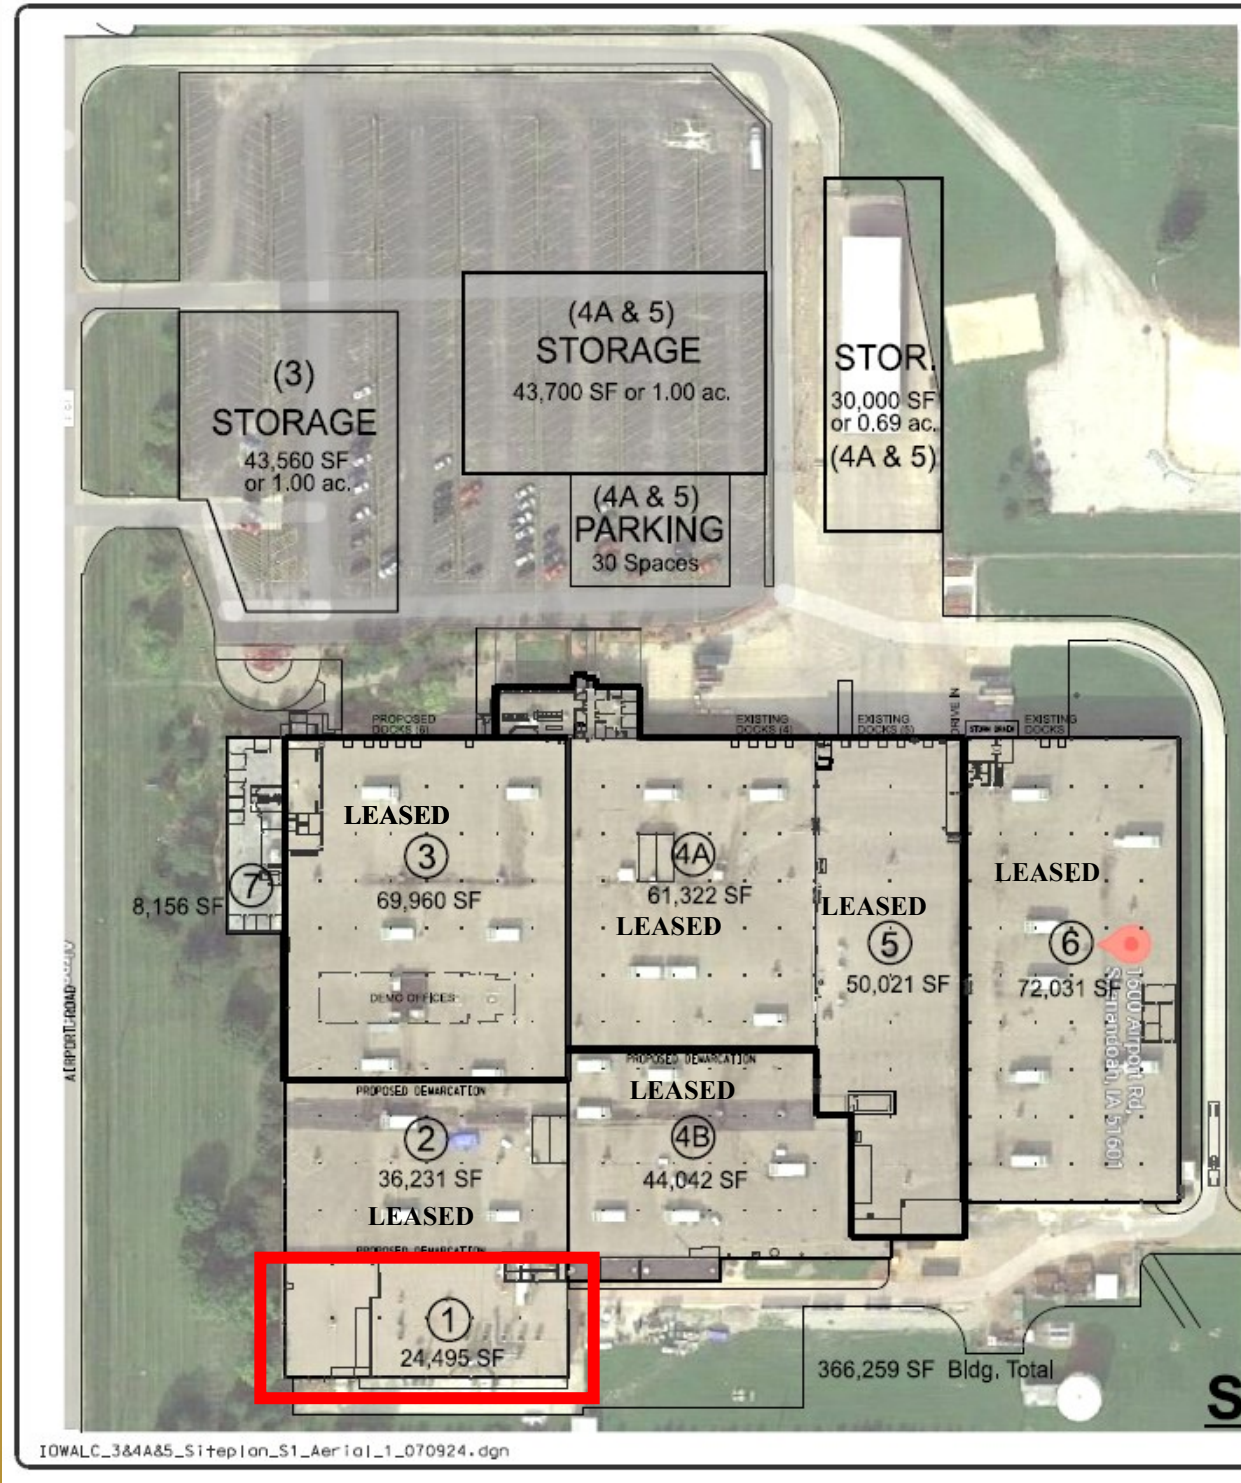 (4A & 5)
STORAGE
43,700 SF or 1.00 ac.
(3)
STORAGE
43,560 SF
or 1.00 ac.
STOR.
30,000 SF
or 0.69 ac.
(4A & 5)
(4A & 5)
PARKING
30 Spaces
PROPOSED
DOCKS (6)
EXISTING
DOCKS (4)
EXISTING
DOCKS (5)
DRIVE IN
EXISTING
DOCKS
LEASED
3
69,960 SF
DEMO OFFICES
7
8,156 SF
4A
61,322 SF
LEASED
LEASED
5
50,021 SF
LEASED
6
72,031 SF
1500 Airport Rd,
Shenandoah, IA 51601
AIRPORT ROAD
PROPOSED DEMARCATION
2
36,231 SF
LEASED
PROPOSED DEMARCATION
PROPOSED DEMARCATION
LEASED
4B
44,042 SF
1
24,495 SF
366,259 SF Bldg. Total
S
IOWALC_3&4A&5_Siteplan_S1_Aerial_1_070924.dgn